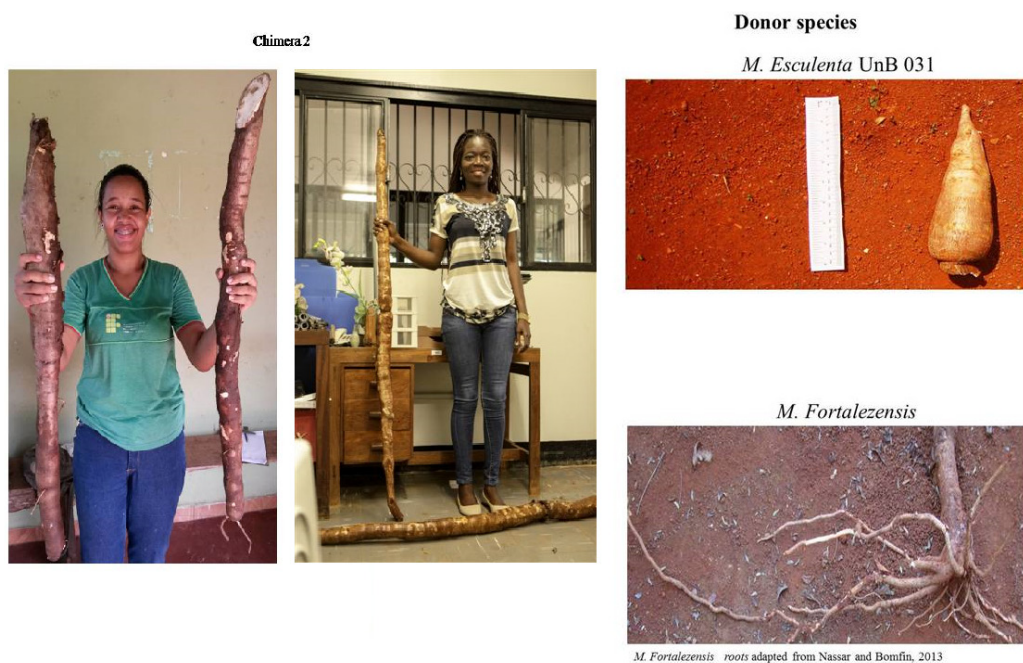 Chimera 2
Donor species
M. Esculenta UnB 031
M. Fortalezensis
M. Fortalezensis roots adapted from Nassar and Bomfin, 2013